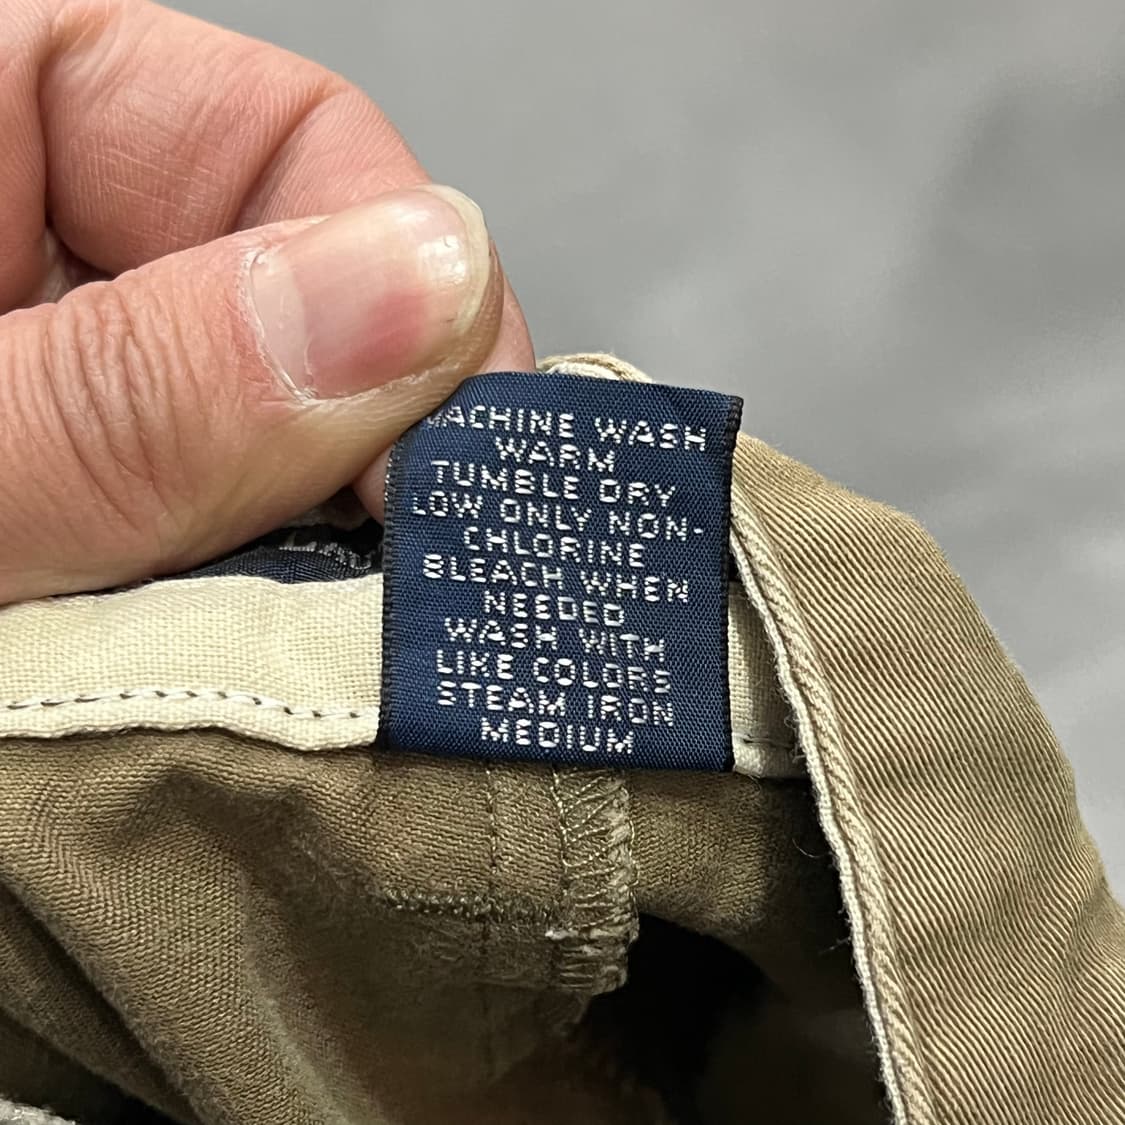 MACHINE WASH
WARM
TUMBLE DRY
LOW ONLY NON-
CHLORINE
BLEACH WHEN
NEEDED
WASH WITH
LIKE COLORS
STEAM IRON
MEDIUM